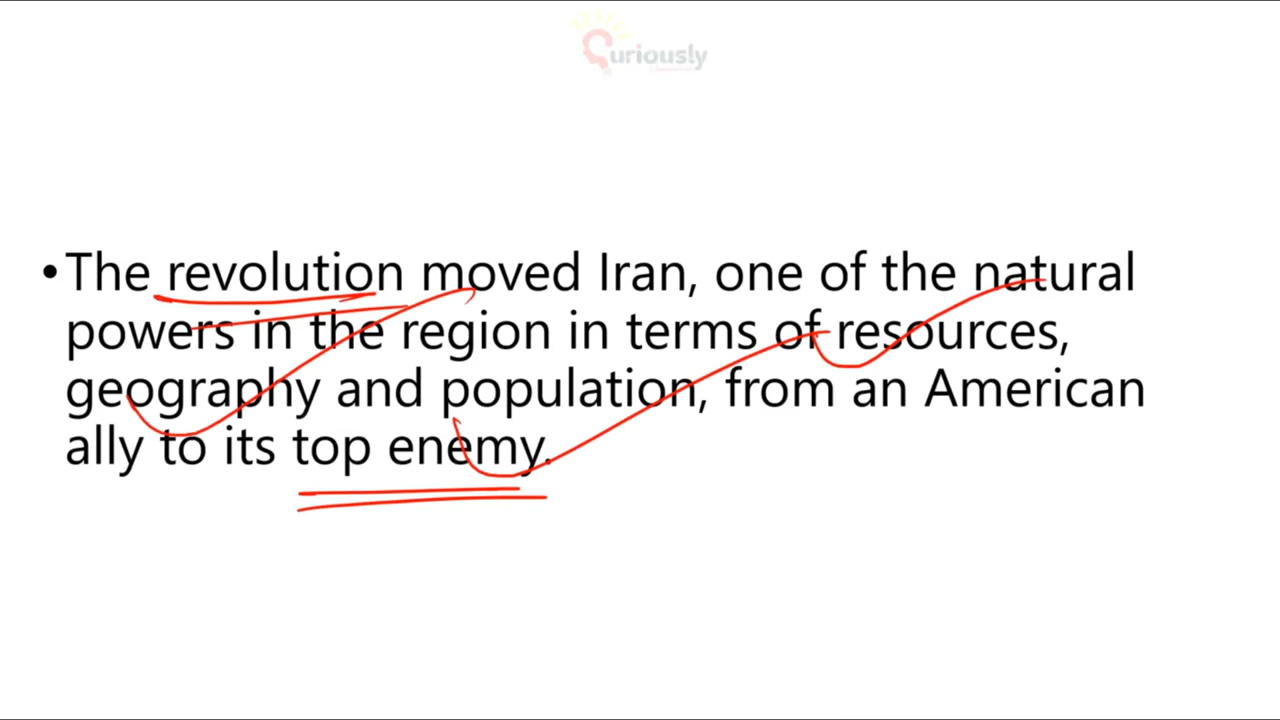 Curiously
•The revolution moved Iran, one of the natural
powers in the region in terms of resources,
geography and population, from an American
ally to its top enemy.